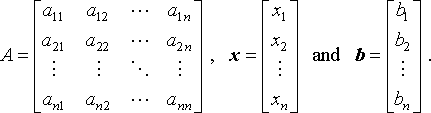 A = [ a11 a12 ⋯ a1n ; a21 a22 ⋯ a2n ; ⋮ ⋮ ⋱ ⋮ ; an1 an2 ⋯ ann ] , x = [ x1 ; x2 ; ⋮ ; xn ] and b = [ b1 ; b2 ; ⋮ ; bn ] .